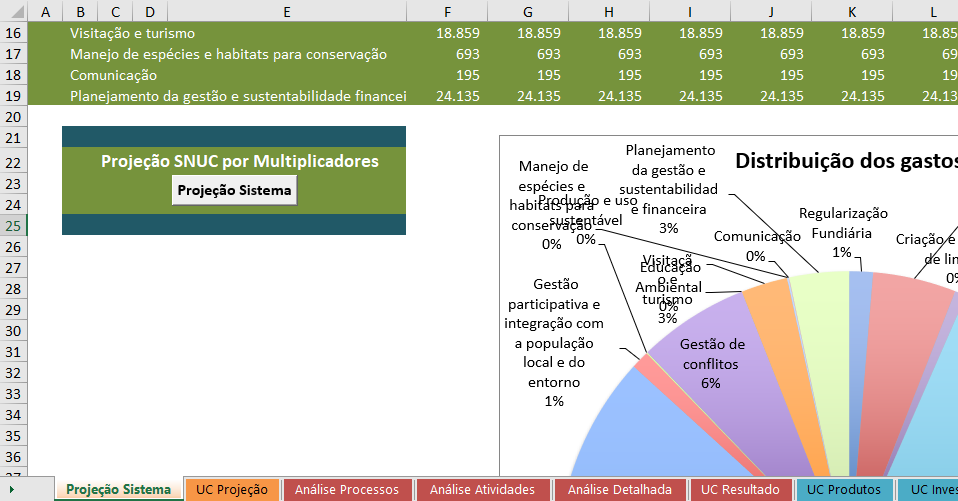 A B C D E F G H I J K L
16 Visitação e turismo 18.859 18.859 18.859 18.859 18.859 18.859 18.85
17 Manejo de espécies e habitats para conservação 693 693 693 693 693 693 69
18 Comunicação 195 195 195 195 195 195 19
19 Planejamento da gestão e sustentabilidade financei 24.135 24.135 24.135 24.135 24.135 24.135 24.13
20
21
22 Projeção SNUC por Multiplicadores
23 Projeção Sistema
24
25
26
27
28
29
30
31
32
33
34
35
36
37
Distribuição dos gastos
Manejo de
espécies e
habitats para
conservação
0%
Produção e uso
sustentável
0%
Planejamento
da gestão e
sustentabilidad
e financeira
3%
Comunicação
0%
Regularização
Fundiária
1%
Criação e
de lin
0%
Visitaçã
o e
turismo
3%
Educação
Ambiental
0%
Gestão
participativa e
integração com
a população
local e do
entorno
1%
Gestão de
conflitos
6%
Projeção Sistema UC Projeção Análise Processos Análise Atividades Análise Detalhada UC Resultado UC Produtos UC Inves